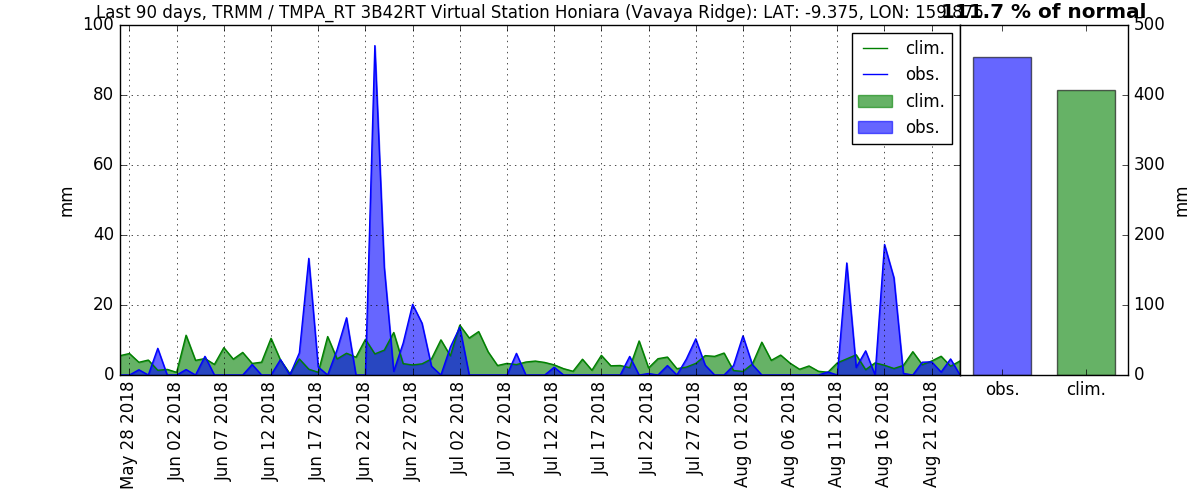 Last 90 days, TRMM / TMPA_RT 3B42RT Virtual Station Honiara (Vavaya Ridge): LAT: -9.375, LON:
111.7 % of normal
100
80
60
40
20
0
mm
clim.
obs.
clim.
obs.
500
400
300
200
100
0
mm
May 28 2018
Jun 02 2018
Jun 07 2018
Jun 12 2018
Jun 17 2018
Jun 22 2018
Jun 27 2018
Jul 02 2018
Jul 07 2018
Jul 12 2018
Jul 17 2018
Jul 22 2018
Jul 27 2018
Aug 01 2018
Aug 06 2018
Aug 11 2018
Aug 16 2018
Aug 21 2018
obs.
clim.